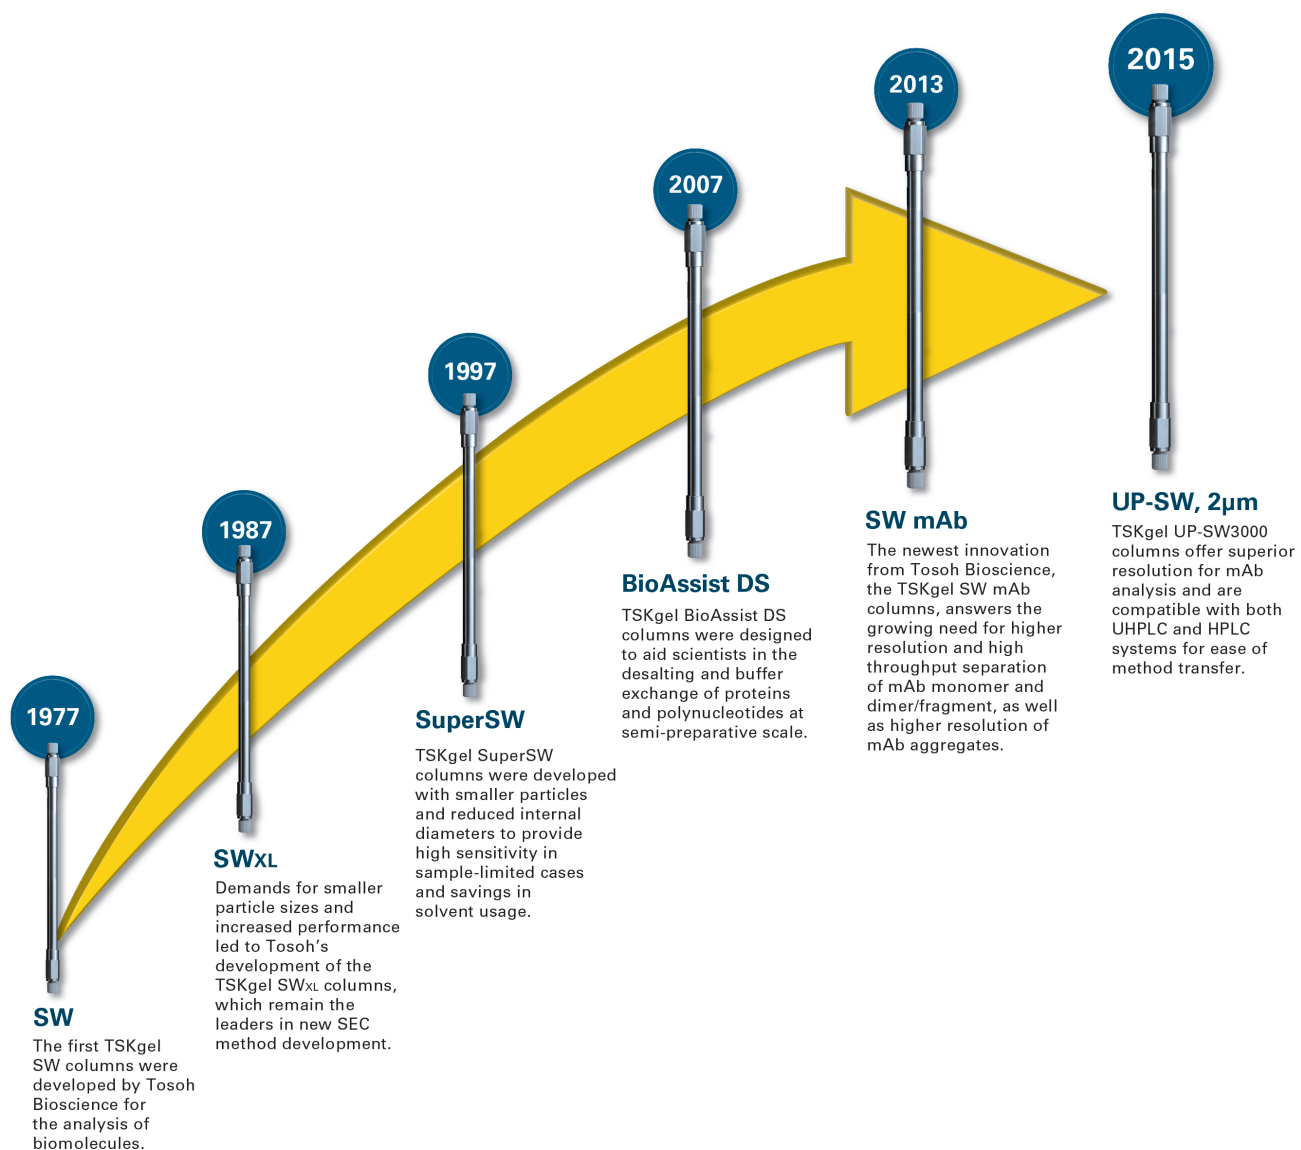 1977
SW
The first TSKgel
SW columns were
developed by Tosoh
Bioscience for
the analysis of
biomolecules.
1987
SWXL
Demands for smaller
particle sizes and
increased performance
led to Tosoh's
development of the
TSKgel SWXL columns,
which remain the
leaders in new SEC
method development.
1997
SuperSW
TSKgel SuperSW
columns were developed
with smaller particles
and reduced internal
diameters to provide
high sensitivity in
sample-limited cases
and savings in
solvent usage.
2007
BioAssist DS
TSKgel BioAssist DS
columns were designed
to aid scientists in the
desalting and buffer
exchange of proteins
and polynucleotides at
semi-preparative scale.
2013
SW mAb
The newest innovation
from Tosoh Bioscience,
the TSKgel SW mAb
columns, answers the
growing need for higher
resolution and high
throughput separation
of mAb monomer and
dimer/fragment, as well
as higher resolution of
mAb aggregates.
2015
UP-SW, 2µm
TSKgel UP-SW3000
columns offer superior
resolution for mAb
analysis and are
compatible with both
UHPLC and HPLC
systems for ease of
method transfer.